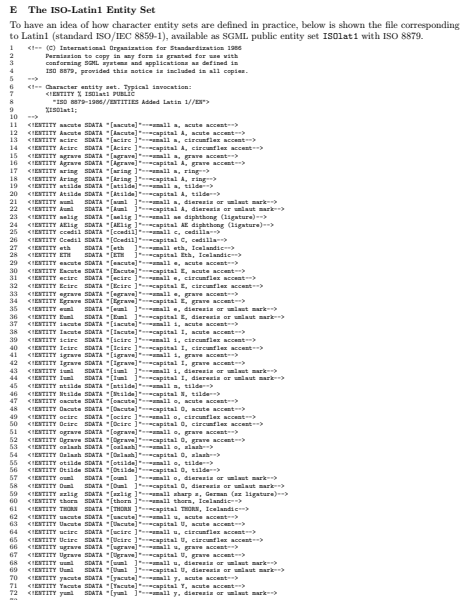 E The ISO-Latin1 Entity Set
To have an idea of how character entity sets are defined in practice, below is shown the file corresponding
to Latin1 (standard ISO/IEC 8859-1), available as SGML public entity set ISOlat1 with ISO 8879.
1 <!-- (C) International Organization for Standardization 1986
2 Permission to copy in any form is granted for use with
3 conforming SGML systems and applications as defined in
4 ISO 8879, provided this notice is included in all copies.
5 -->
6 <!-- Character entity set. Typical invocation:
7 <!ENTITY % ISOlat1 PUBLIC
8 "ISO 8879-1986//ENTITIES Added Latin 1//EN">
9 %ISOlat1;
10 -->
11 <!ENTITY aacute SDATA "[aacute]"--=small a, acute accent-->
12 <!ENTITY Aacute SDATA "[Aacute]"--=capital A, acute accent-->
13 <!ENTITY acirc SDATA "[acirc ]"--=small a, circumflex accent-->
14 <!ENTITY Acirc SDATA "[Acirc ]"--=capital A, circumflex accent-->
15 <!ENTITY agrave SDATA "[agrave]"--=small a, grave accent-->
16 <!ENTITY Agrave SDATA "[Agrave]"--=capital A, grave accent-->
17 <!ENTITY aring SDATA "[aring ]"--=small a, ring-->
18 <!ENTITY Aring SDATA "[Aring ]"--=capital A, ring-->
19 <!ENTITY atilde SDATA "[atilde]"--=small a, tilde-->
20 <!ENTITY Atilde SDATA "[Atilde]"--=capital A, tilde-->
21 <!ENTITY auml SDATA "[auml ]"--=small a, dieresis or umlaut mark-->
22 <!ENTITY Auml SDATA "[Auml ]"--=capital A, dieresis or umlaut mark-->
23 <!ENTITY aelig SDATA "[aelig ]"--=small ae diphthong (ligature)-->
24 <!ENTITY AElig SDATA "[AElig ]"--=capital AE diphthong (ligature)-->
25 <!ENTITY ccedil SDATA "[ccedil]"--=small c, cedilla-->
26 <!ENTITY Ccedil SDATA "[Ccedil]"--=capital C, cedilla-->
27 <!ENTITY eth SDATA "[eth ]"--=small eth, Icelandic-->
28 <!ENTITY ETH SDATA "[ETH ]"--=capital Eth, Icelandic-->
29 <!ENTITY eacute SDATA "[eacute]"--=small e, acute accent-->
30 <!ENTITY Eacute SDATA "[Eacute]"--=capital E, acute accent-->
31 <!ENTITY ecirc SDATA "[ecirc ]"--=small e, circumflex accent-->
32 <!ENTITY Ecirc SDATA "[Ecirc ]"--=capital E, circumflex accent-->
33 <!ENTITY egrave SDATA "[egrave]"--=small e, grave accent-->
34 <!ENTITY Egrave SDATA "[Egrave]"--=capital E, grave accent-->
35 <!ENTITY euml SDATA "[euml ]"--=small e, dieresis or umlaut mark-->
36 <!ENTITY Euml SDATA "[Euml ]"--=capital E, dieresis or umlaut mark-->
37 <!ENTITY iacute SDATA "[iacute]"--=small i, acute accent-->
38 <!ENTITY Iacute SDATA "[Iacute]"--=capital I, acute accent-->
39 <!ENTITY icirc SDATA "[icirc ]"--=small i, circumflex accent-->
40 <!ENTITY Icirc SDATA "[Icirc ]"--=capital I, circumflex accent-->
41 <!ENTITY igrave SDATA "[igrave]"--=small i, grave accent-->
42 <!ENTITY Igrave SDATA "[Igrave]"--=capital I, grave accent-->
43 <!ENTITY iuml SDATA "[iuml ]"--=small i, dieresis or umlaut mark-->
44 <!ENTITY Iuml SDATA "[Iuml ]"--=capital I, dieresis or umlaut mark-->
45 <!ENTITY ntilde SDATA "[ntilde]"--=small n, tilde-->
46 <!ENTITY Ntilde SDATA "[Ntilde]"--=capital N, tilde-->
47 <!ENTITY oacute SDATA "[oacute]"--=small o, acute accent-->
48 <!ENTITY Oacute SDATA "[Oacute]"--=capital O, acute accent-->
49 <!ENTITY ocirc SDATA "[ocirc ]"--=small o, circumflex accent-->
50 <!ENTITY Ocirc SDATA "[Ocirc ]"--=capital O, circumflex accent-->
51 <!ENTITY ograve SDATA "[ograve]"--=small o, grave accent-->
52 <!ENTITY Ograve SDATA "[Ograve]"--=capital O, grave accent-->
53 <!ENTITY oslash SDATA "[oslash]"--=small o, slash-->
54 <!ENTITY Oslash SDATA "[Oslash]"--=capital O, slash-->
55 <!ENTITY otilde SDATA "[otilde]"--=small o, tilde-->
56 <!ENTITY Otilde SDATA "[Otilde]"--=capital O, tilde-->
57 <!ENTITY ouml SDATA "[ouml ]"--=small o, dieresis or umlaut mark-->
58 <!ENTITY Ouml SDATA "[Ouml ]"--=capital O, dieresis or umlaut mark-->
59 <!ENTITY szlig SDATA "[szlig ]"--=small sharp s, German (sz ligature)-->
60 <!ENTITY thorn SDATA "[thorn ]"--=small thorn, Icelandic-->
61 <!ENTITY THORN SDATA "[THORN ]"--=capital THORN, Icelandic-->
62 <!ENTITY uacute SDATA "[uacute]"--=small u, acute accent-->
63 <!ENTITY Uacute SDATA "[Uacute]"--=capital U, acute accent-->
64 <!ENTITY ucirc SDATA "[ucirc ]"--=small u, circumflex accent-->
65 <!ENTITY Ucirc SDATA "[Ucirc ]"--=capital U, circumflex accent-->
66 <!ENTITY ugrave SDATA "[ugrave]"--=small u, grave accent-->
67 <!ENTITY Ugrave SDATA "[Ugrave]"--=capital U, grave accent-->
68 <!ENTITY uuml SDATA "[uuml ]"--=small u, dieresis or umlaut mark-->
69 <!ENTITY Uuml SDATA "[Uuml ]"--=capital U, dieresis or umlaut mark-->
70 <!ENTITY yacute SDATA "[yacute]"--=small y, acute accent-->
71 <!ENTITY Yacute SDATA "[Yacute]"--=capital Y, acute accent-->
72 <!ENTITY yuml SDATA "[yuml ]"--=small y, dieresis or umlaut mark-->